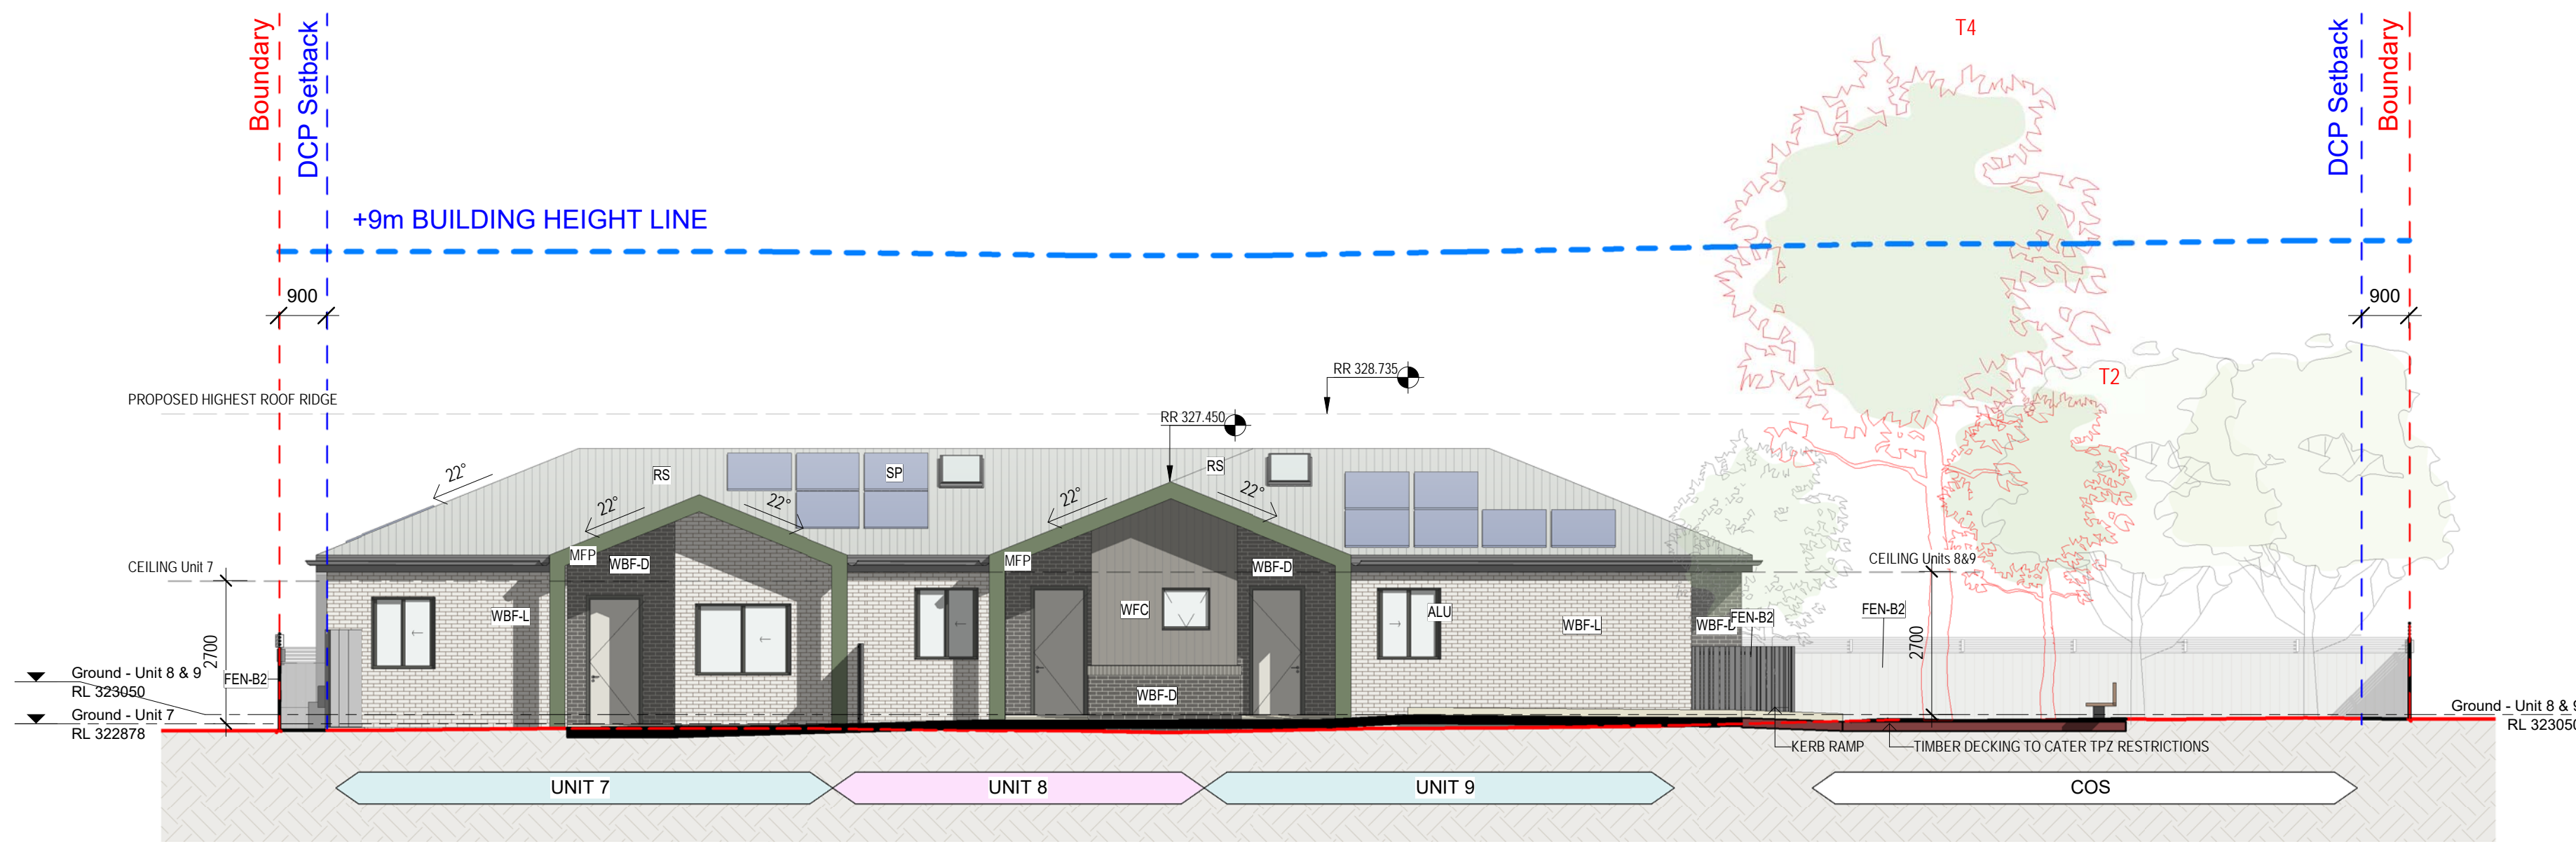 Boundary
DCP Setback
T4
DCP Setback
Boundary
+9m BUILDING HEIGHT LINE
900
900
RR 328.735
T2
PROPOSED HIGHEST ROOF RIDGE
RR 327.450
22°
RS
SP
RS
22°
22°
22°
22°
MFP
WBF-D
MFP
WBF-D
CEILING Unit 7
CEILING Units 8&9
WBF-L
WFC
ALU
WBF-L
WBF-D
FEN-B2
FEN-B2
2700
2700
Ground - Unit 8 & 9
RL 323050
FEN-B2
WBF-D
Ground - Unit 7
RL 322878
Ground - Unit 8 & 9
RL 323050
KERB RAMP
TIMBER DECKING TO CATER TPZ RESTRICTIONS
UNIT 7
UNIT 8
UNIT 9
COS